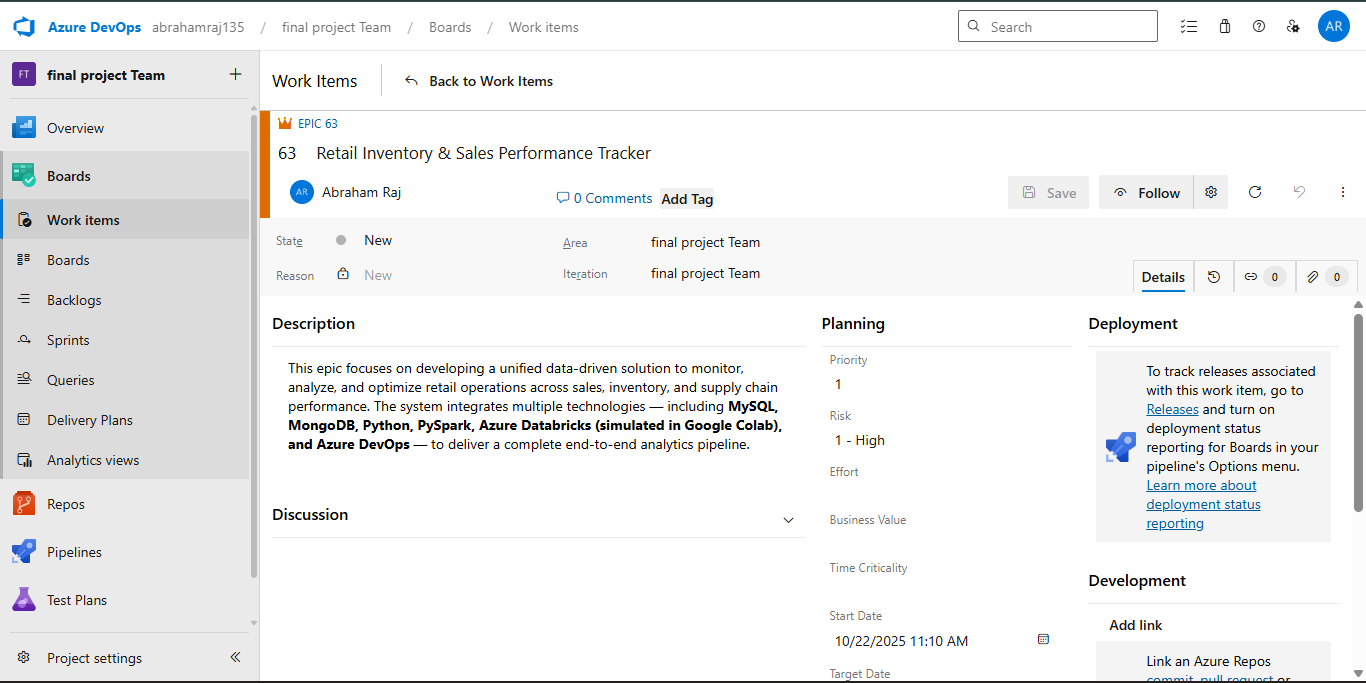 Azure DevOps abrahamraj135 / final project Team / Boards / Work items
Search
AR
FT final project Team
Overview
Boards
Work items
Boards
Backlogs
Sprints
Queries
Delivery Plans
Analytics views
Repos
Pipelines
Test Plans
Project settings
Work Items
Back to Work Items
EPIC 63
63 Retail Inventory & Sales Performance Tracker
AR Abraham Raj
0 Comments
Add Tag
Save
Follow
State New
Reason New
Area final project Team
Iteration final project Team
Details
0
0
Description
This epic focuses on developing a unified data-driven solution to monitor,
analyze, and optimize retail operations across sales, inventory, and supply chain
performance. The system integrates multiple technologies — including MySQL,
MongoDB, Python, PySpark, Azure Databricks (simulated in Google Colab),
and Azure DevOps — to deliver a complete end-to-end analytics pipeline.
Discussion
Planning
Priority
1
Risk
1 - High
Effort
Business Value
Time Criticality
Start Date
10/22/2025 11:10 AM
Target Date
Deployment
To track releases associated
with this work item, go to
Releases and turn on
deployment status
reporting for Boards in your
pipeline's Options menu.
Learn more about
deployment status
reporting
Development
Add link
Link an Azure Repos
commit, pull request or